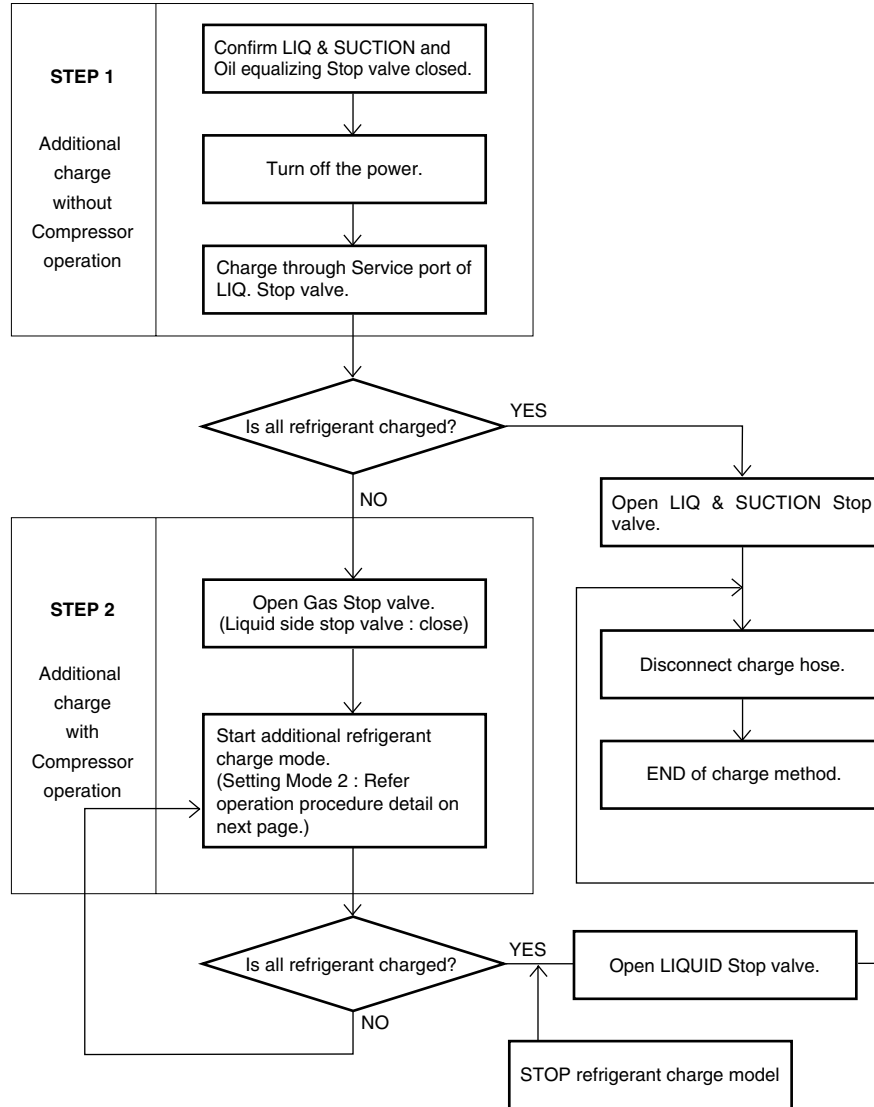 STEP 1
Additional
charge
without
Compressor
operation
Confirm LIQ & SUCTION and
Oil equalizing Stop valve closed.
Turn off the power.
Charge through Service port of
LIQ. Stop valve.
Is all refrigerant charged?
YES
NO
Open LIQ & SUCTION Stop
valve.
Disconnect charge hose.
END of charge method.
STEP 2
Additional
charge
with
Compressor
operation
Open Gas Stop valve.
(Liquid side stop valve : close)
Start additional refrigerant
charge mode.
(Setting Mode 2 : Refer
operation procedure detail on
next page.)
Is all refrigerant charged?
YES
NO
Open LIQUID Stop valve.
STOP refrigerant charge model